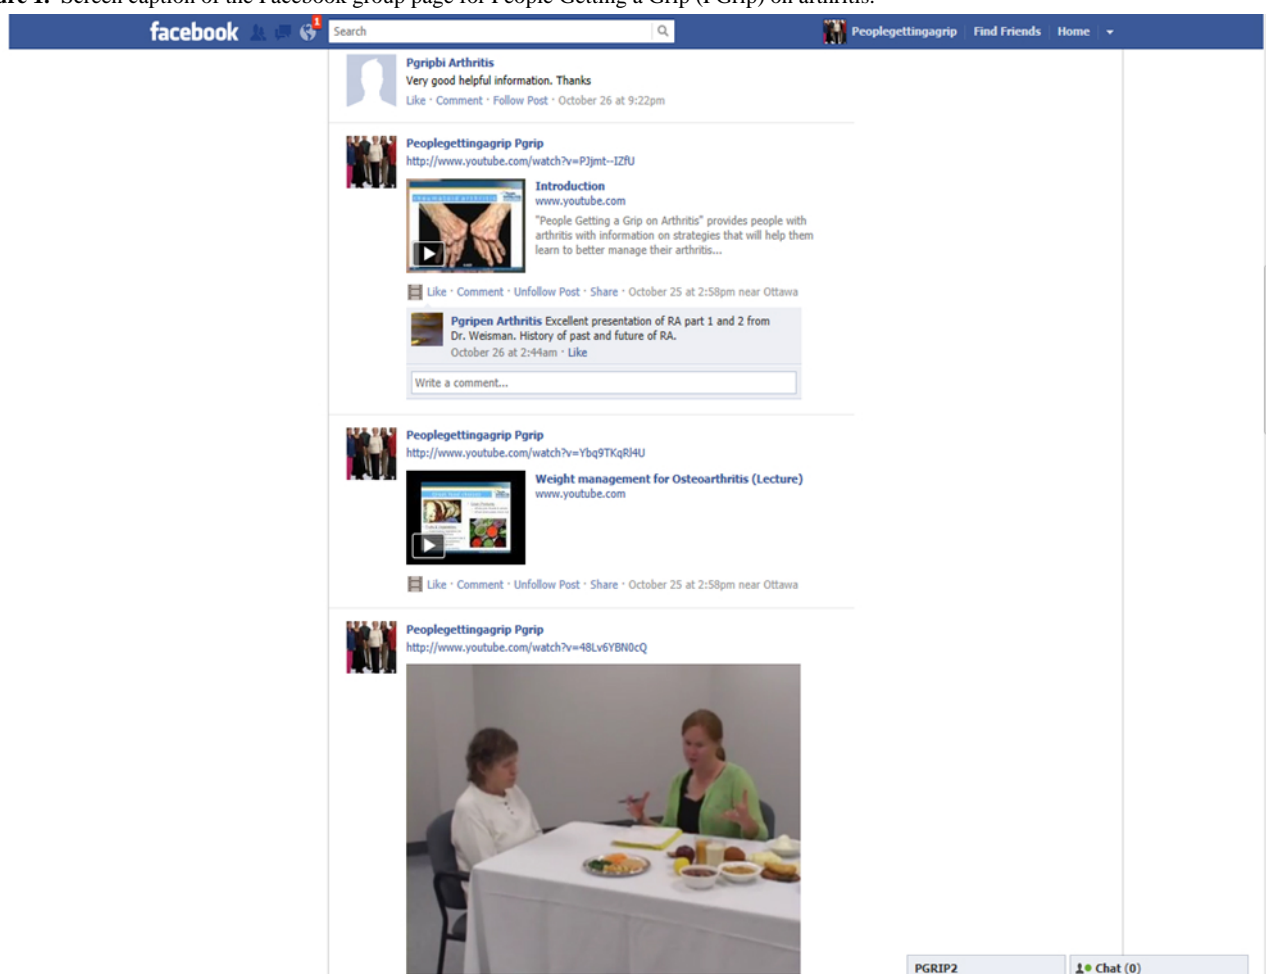 ure 1. Screen caption of the Facebook group page for People Getting a Grip (PGrip) on arthritis.
facebook
1
Search
Peoplegettingagrip
Find Friends
Home
Pgripbi Arthritis
Very good helpful information. Thanks
Like · Comment · Follow Post · October 26 at 9:22pm
Peoplegettingagrip Pgrip
http://www.youtube.com/watch?v=PJjmt--IZfU
rheumatoid arthritis
Introduction
www.youtube.com
"People Getting a Grip on Arthritis" provides people with
arthritis with information on strategies that will help them
learn to better manage their arthritis...
Like · Comment · Unfollow Post · Share · October 25 at 2:58pm near Ottawa
Pgripen Arthritis Excellent presentation of RA part 1 and 2 from
Dr. Weisman. History of past and future of RA.
October 26 at 2:44am · Like
Write a comment...
Peoplegettingagrip Pgrip
http://www.youtube.com/watch?v=Ybq9TKqRl4U
Weight management for Osteoarthritis (Lecture)
www.youtube.com
Like · Comment · Unfollow Post · Share · October 25 at 2:58pm near Ottawa
Peoplegettingagrip Pgrip
http://www.youtube.com/watch?v=48Lv6YBN0cQ
PGRIP2
Chat (0)